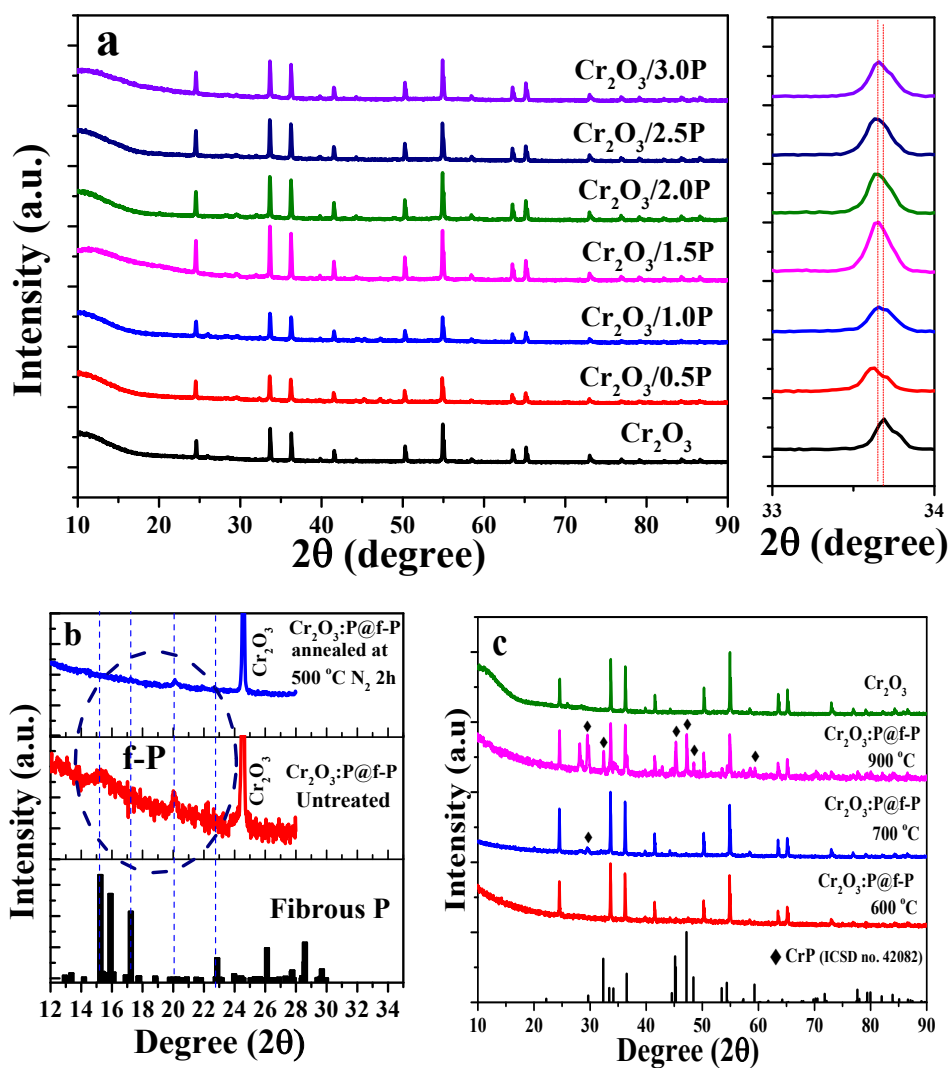 a
Cr₂O₃/3.0P
Cr₂O₃/2.5P
Cr₂O₃/2.0P
Cr₂O₃/1.5P
Cr₂O₃/1.0P
Cr₂O₃/0.5P
Cr₂O₃
Intensity (a.u.)
10 20 30 40 50 60 70 80 90
2θ (degree)
33 34
2θ (degree)
b
Cr₂O₃:P@f-P
annealed at
500 °C N₂ 2h
Cr₂O₃
f-P
Cr₂O₃:P@f-P
Untreated
Cr₂O₃
Fibrous P
Intensity (a.u.)
12 14 16 18 20 22 24 26 28 30 32 34
Degree (2θ)
c
Cr₂O₃
Cr₂O₃:P@f-P
900 °C
Cr₂O₃:P@f-P
700 °C
Cr₂O₃:P@f-P
600 °C
♦ CrP (ICSD no. 42082)
Intensity (a.u.)
10 20 30 40 50 60 70 80 90
Degree (2θ)